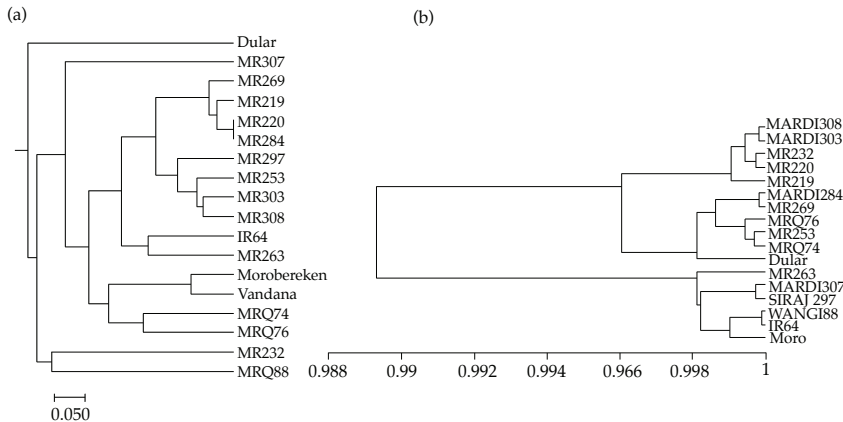 (a)
Dular
MR307
MR269
MR219
MR220
MR284
MR297
MR253
MR303
MR308
IR64
MR263
Morobereken
Vandana
MRQ74
MRQ76
MR232
MRQ88
0.050
(b)
MARDI308
MARDI303
MR232
MR220
MR219
MARDI284
MR269
MRQ76
MR253
MRQ74
Dular
MR263
MARDI307
SIRAJ 297
WANGI88
IR64
Moro
0.988 0.99 0.992 0.994 0.966 0.998 1